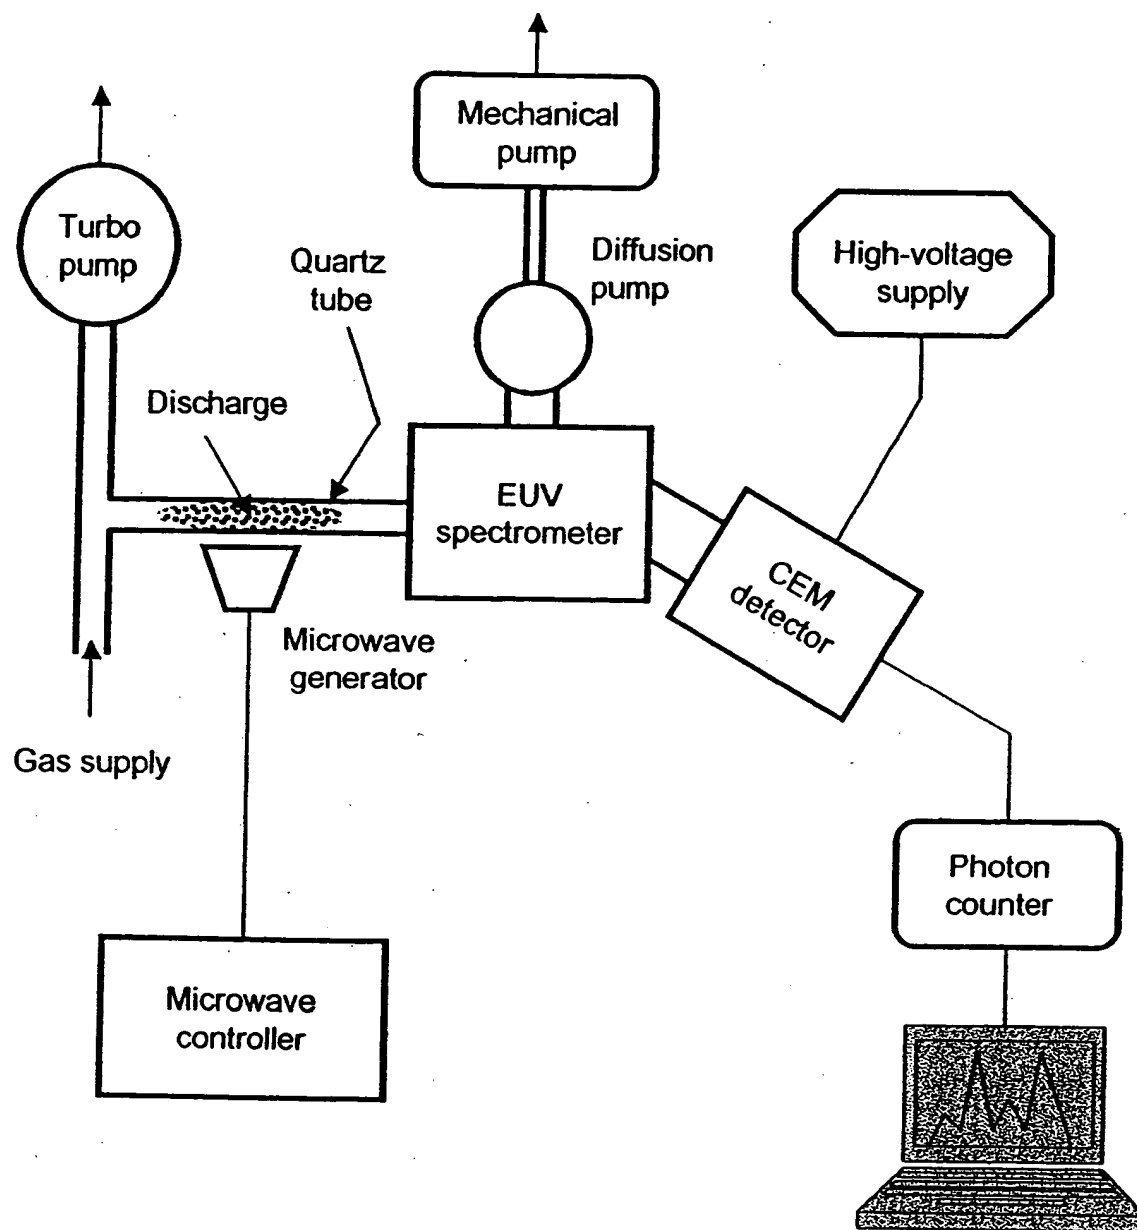 Mechanical
pump
Turbo
pump
Quartz
tube
Diffusion
pump
High-voltage
supply
Discharge
EUV
spectrometer
CEM
detector
Microwave
generator
Gas supply
Photon
counter
Microwave
controller